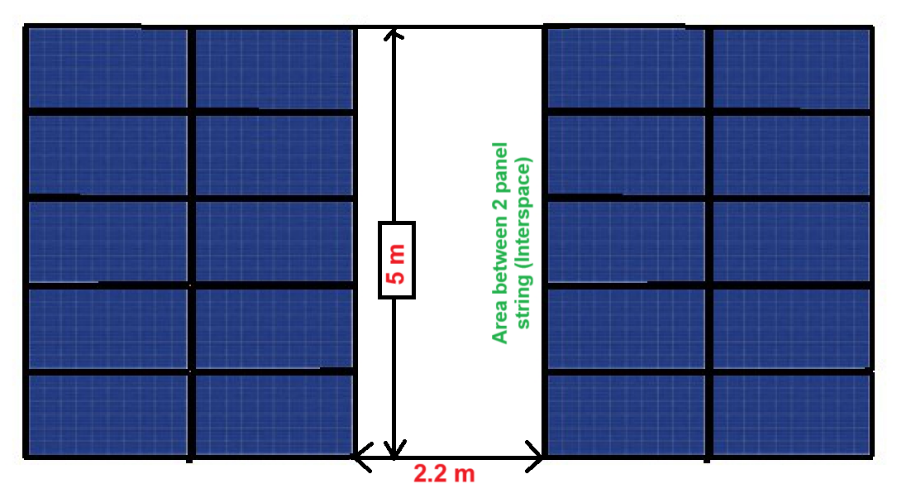 5 m
Area between 2 panel
string (Interspace)
2.2 m